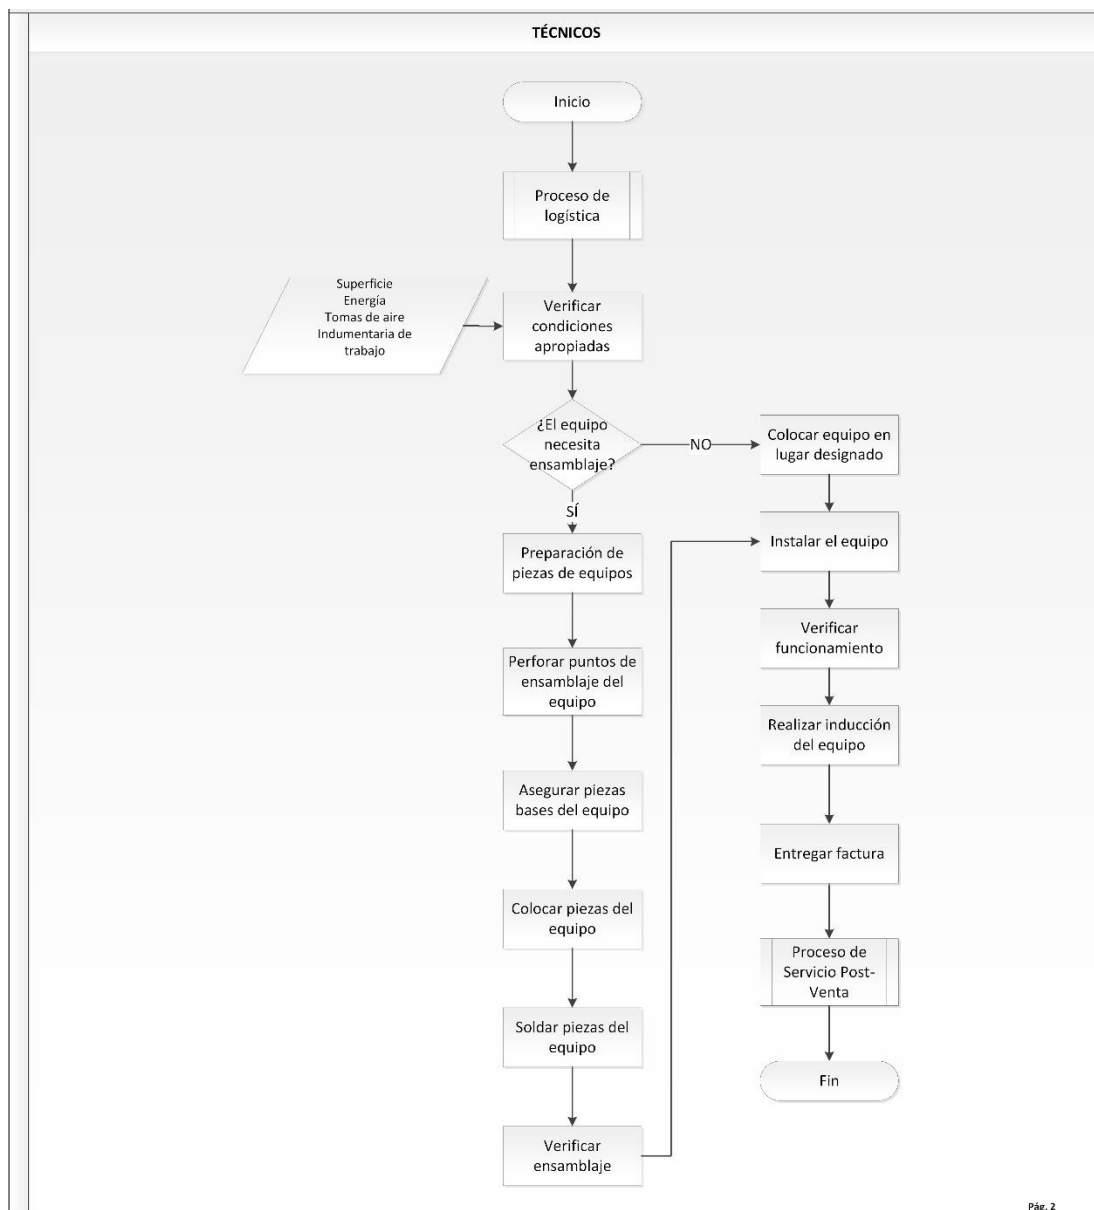 TÉCNICOS
Inicio
Proceso de
logística
Superficie
Energía
Tomas de aire
Indumentaria de
trabajo
Verificar
condiciones
apropiadas
¿El equipo
necesita
ensamblaje?
NO
Colocar equipo en
lugar designado
SÍ
Preparación de
piezas de equipos
Perforar puntos de
ensamblaje del
equipo
Asegurar piezas
bases del equipo
Colocar piezas del
equipo
Soldar piezas del
equipo
Verificar
ensamblaje
Instalar el equipo
Verificar
funcionamiento
Realizar inducción
del equipo
Entregar factura
Proceso de
Servicio Post-
Venta
Fin
Pág. 2